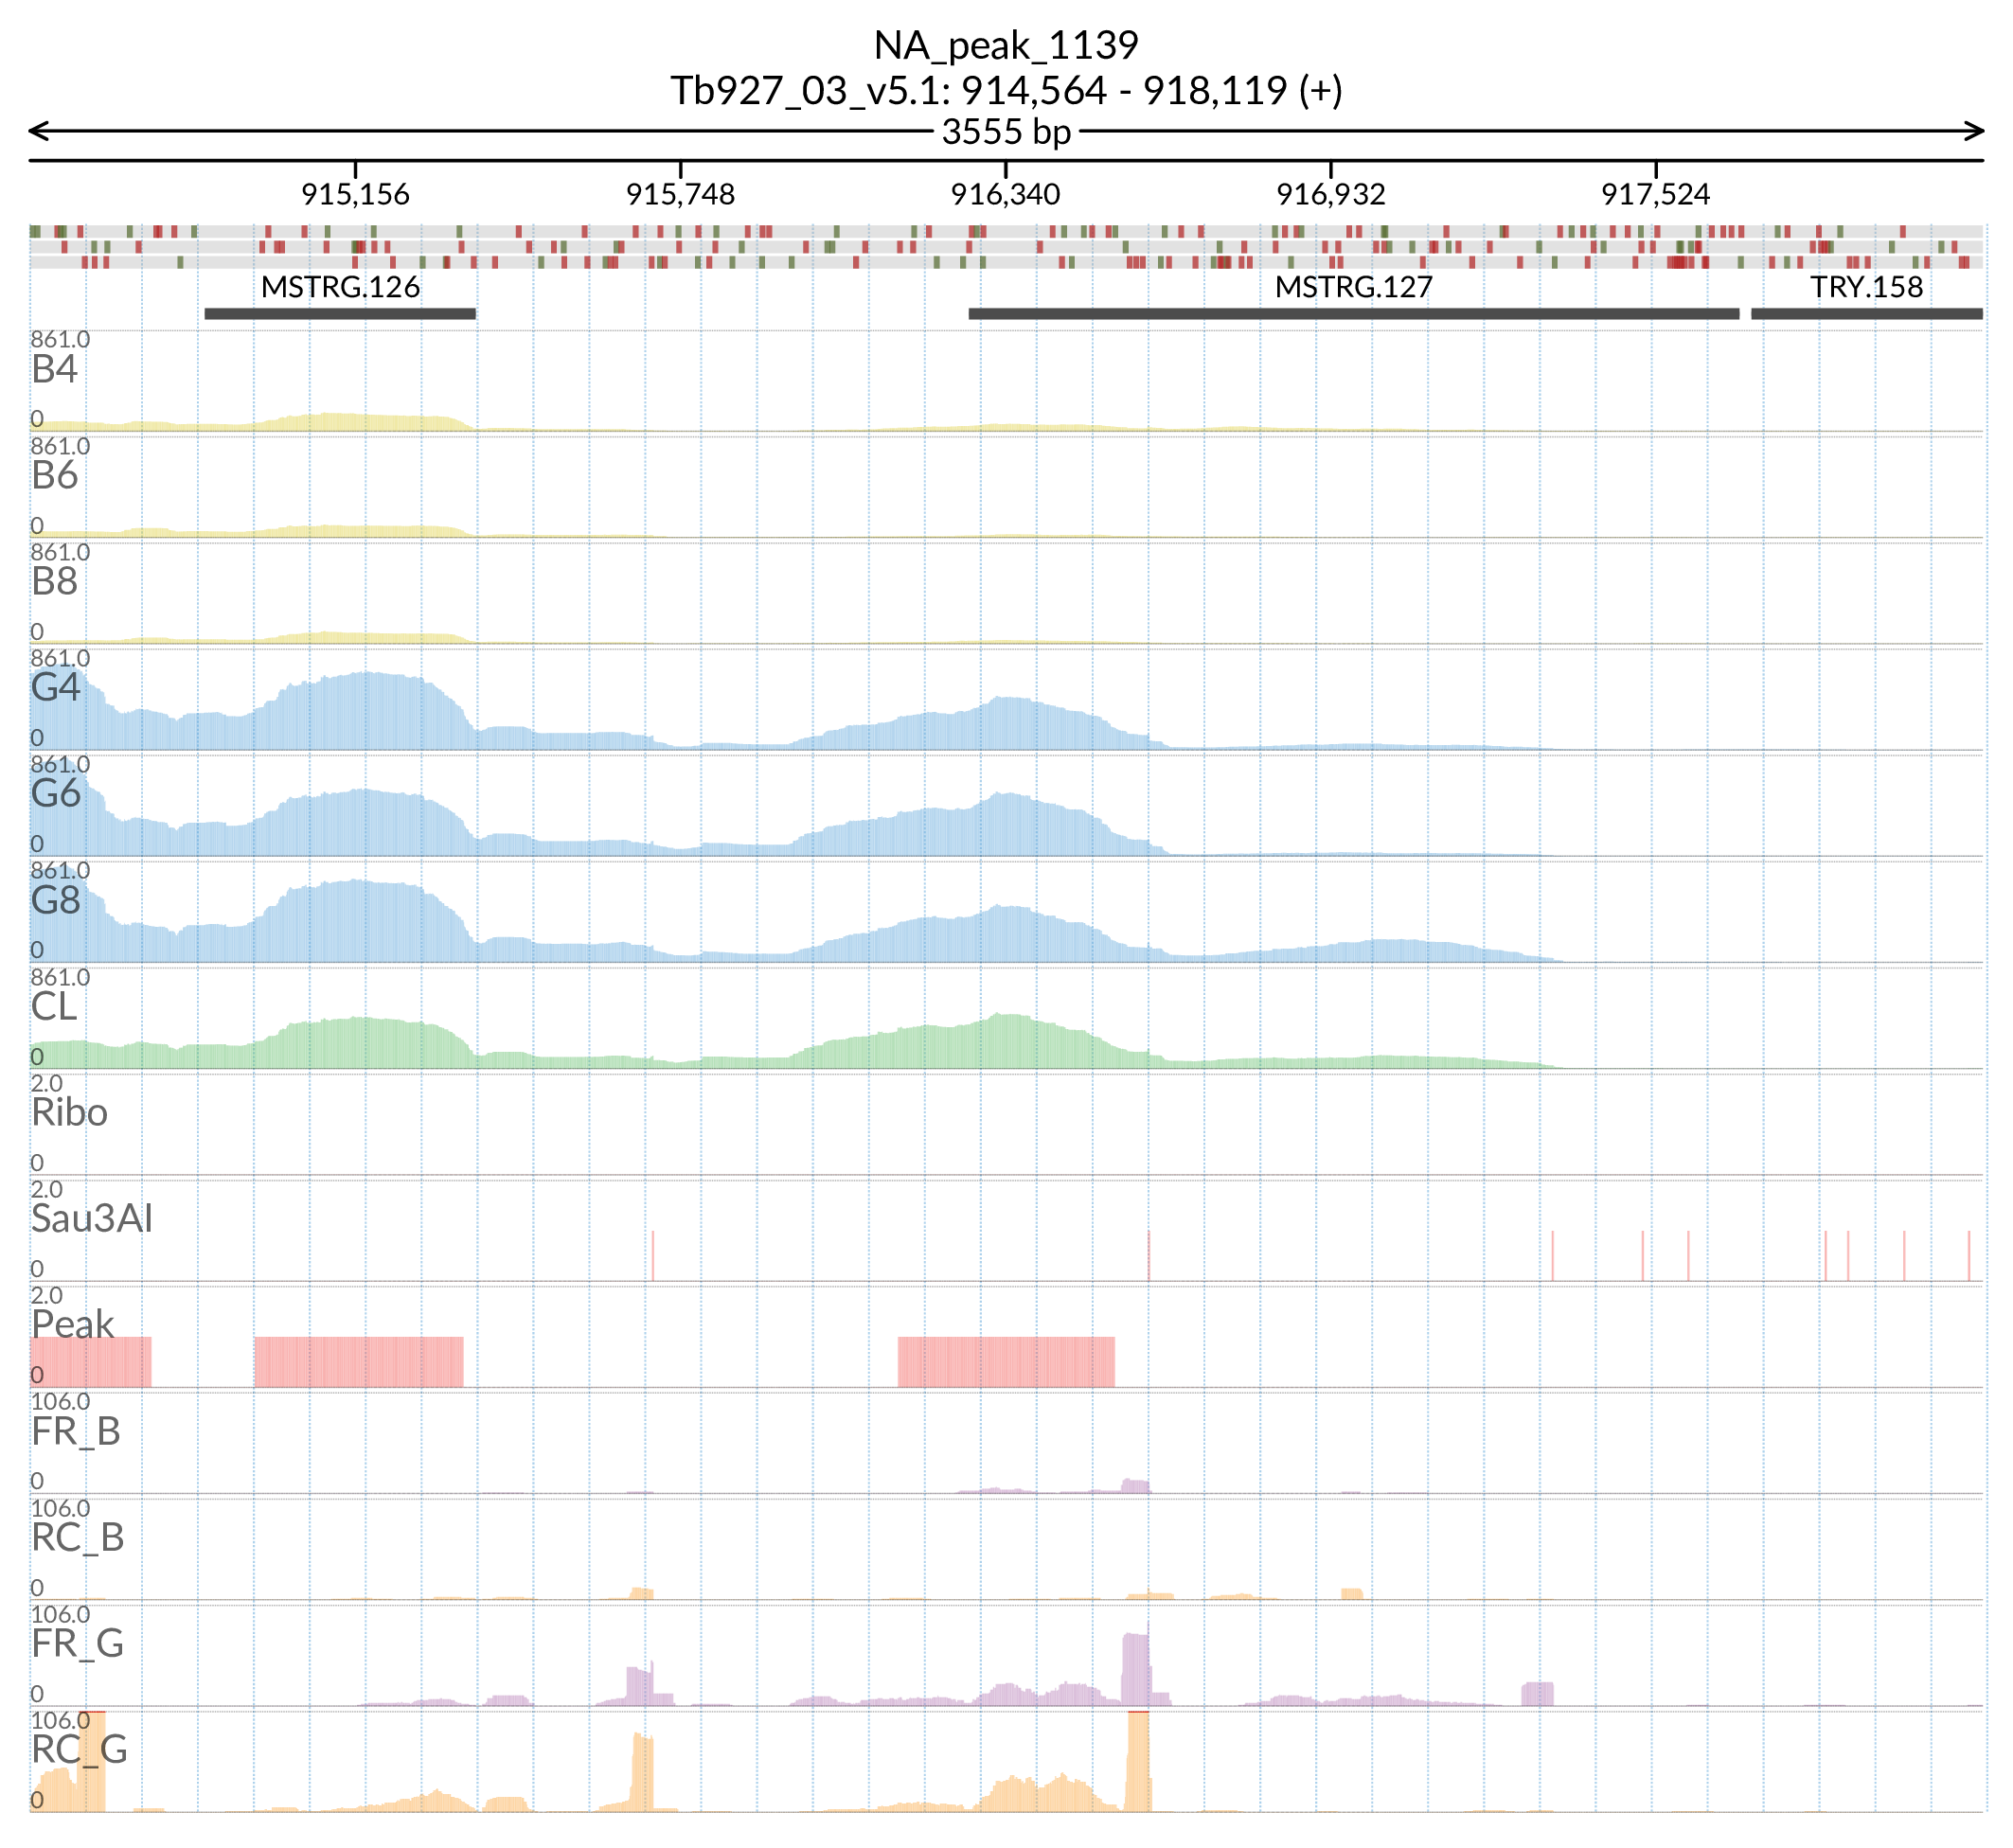 NA_peak_1139
Tb927_03_v5.1: 914,564 - 918,119 (+)
3555 bp
915,156 915,748 916,340 916,932 917,524
MSTRG.126 MSTRG.127 TRY.158
861.0
B4
0
861.0
B6
0
861.0
B8
0
861.0
G4
0
861.0
G6
0
861.0
G8
0
861.0
CL
0
2.0
Ribo
0
2.0
Sau3AI
0
2.0
Peak
0
106.0
FR_B
0
106.0
RC_B
0
106.0
FR_G
0
106.0
RC_G
0